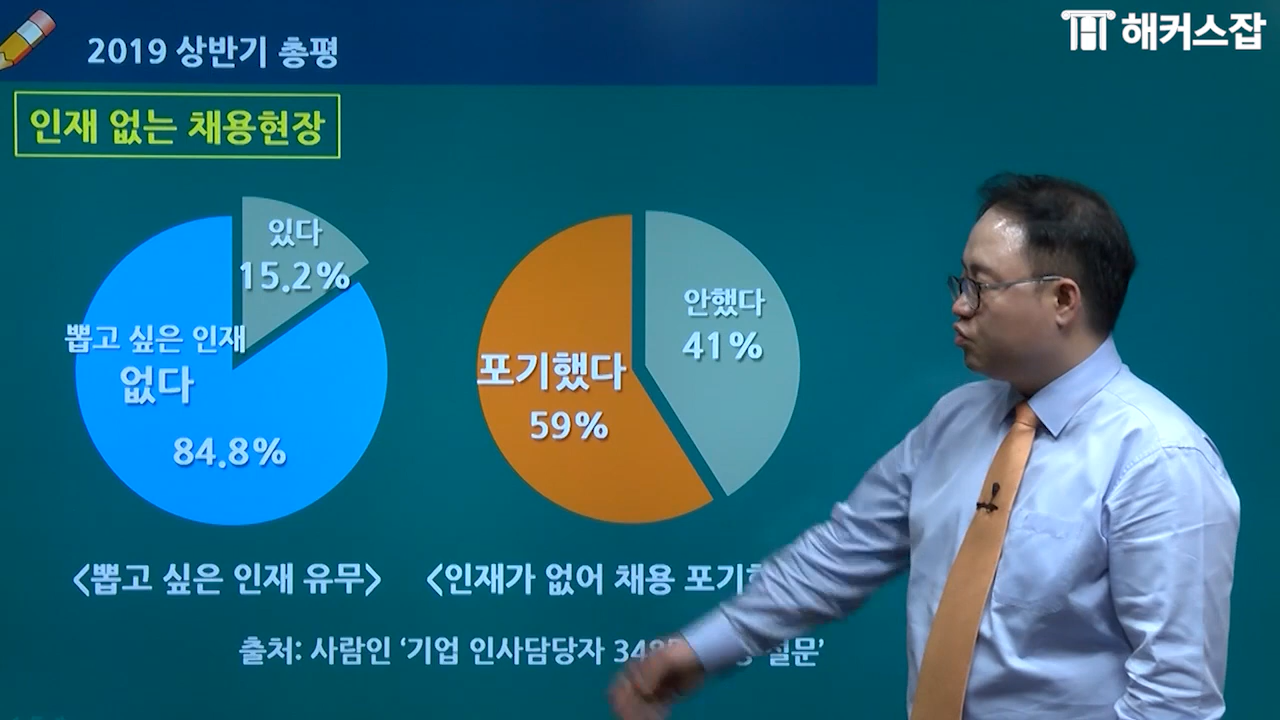 2019 상반기 총평
해커스잡
인재 없는 채용현장
있다
15.2%
뽑고 싶은 인재
없다
84.8%
안했다
41%
포기했다
59%
<뽑고 싶은 인재 유무>
<인재가 없어 채용 포기
출처: 사람인 ‘기업 인사담당자 설문’